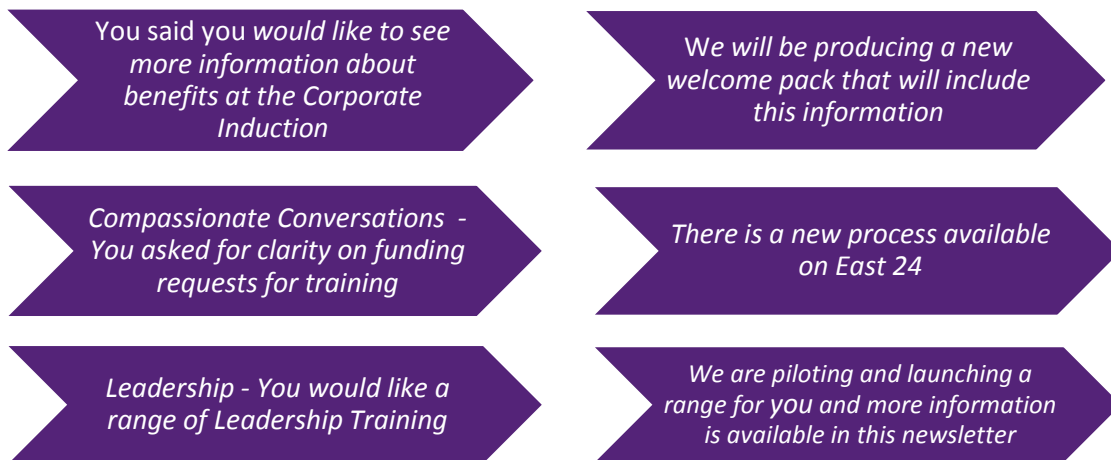 You said you would like to see
more information about
benefits at the Corporate
Induction
We will be producing a new
welcome pack that will include
this information
Compassionate Conversations -
You asked for clarity on funding
requests for training
There is a new process available
on East 24
Leadership - You would like a
range of Leadership Training
We are piloting and launching a
range for you and more information
is available in this newsletter